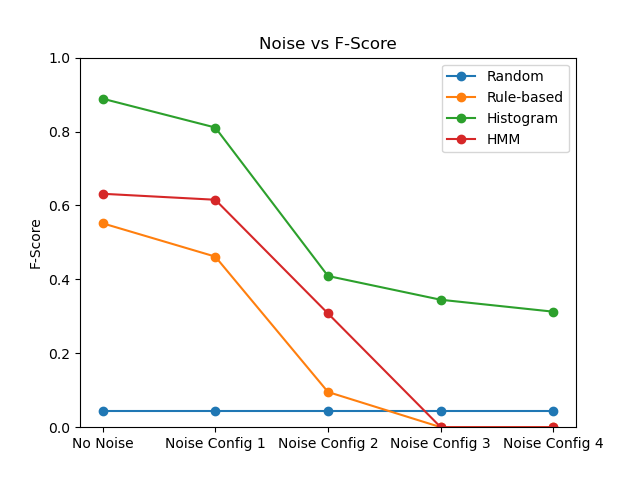 Noise vs F-Score
F-Score
1.0
0.8
0.6
0.4
0.2
0.0
Random
Rule-based
Histogram
HMM
No Noise
Noise Config 1
Noise Config 2
Noise Config 3
Noise Config 4